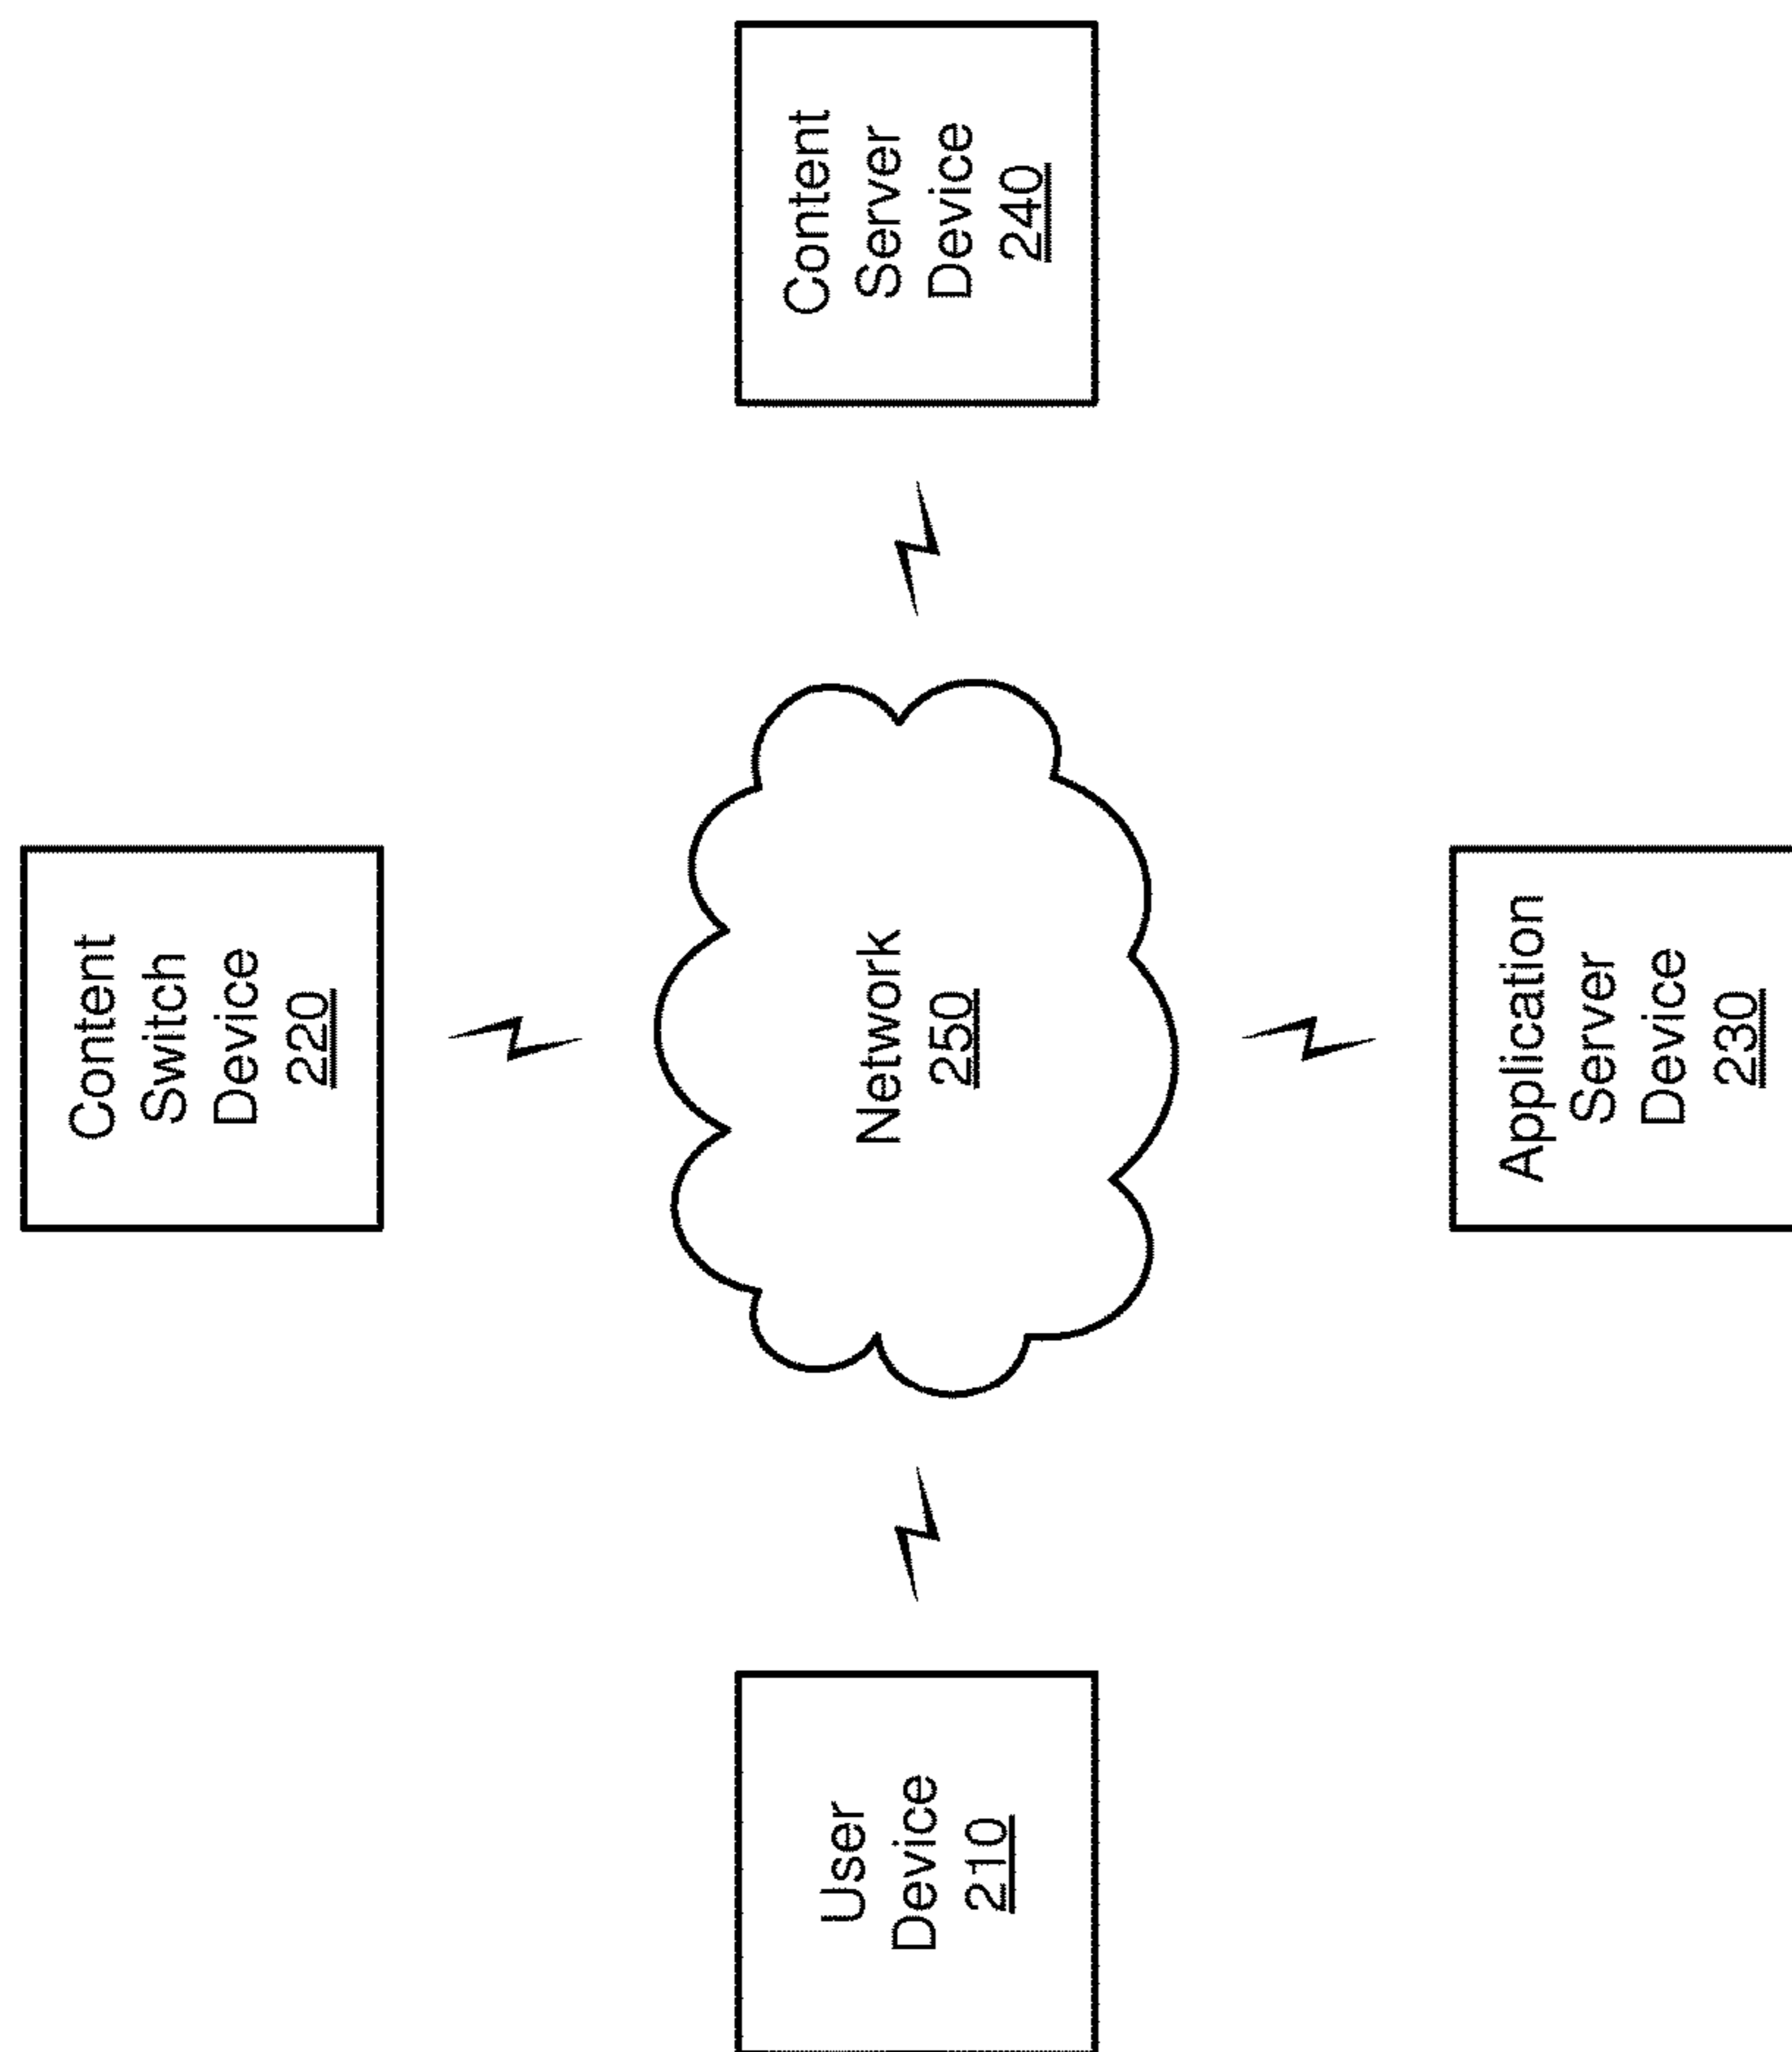 Content
Switch
Device
220
User
Device
210
Network
250
Content
Server
Device
240
Application
Server
Device
230